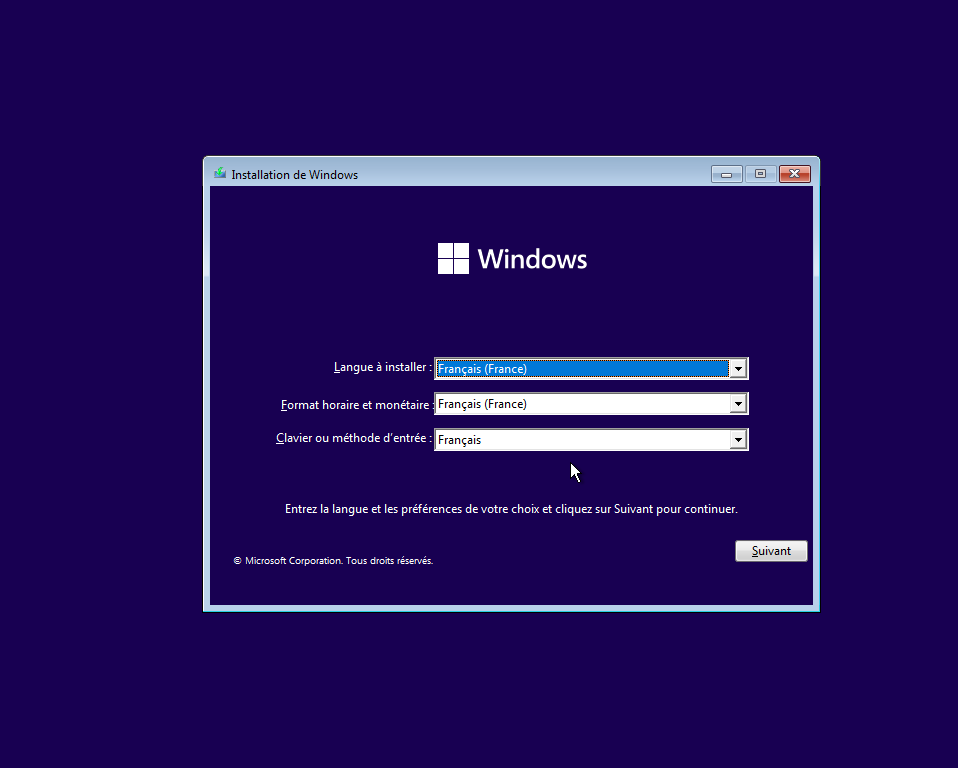 Installation de Windows
Windows
Langue à installer : Français (France)
Format horaire et monétaire : Français (France)
Clavier ou méthode d'entrée : Français
Entrez la langue et les préférences de votre choix et cliquez sur Suivant pour continuer.
Suivant
© Microsoft Corporation. Tous droits réservés.